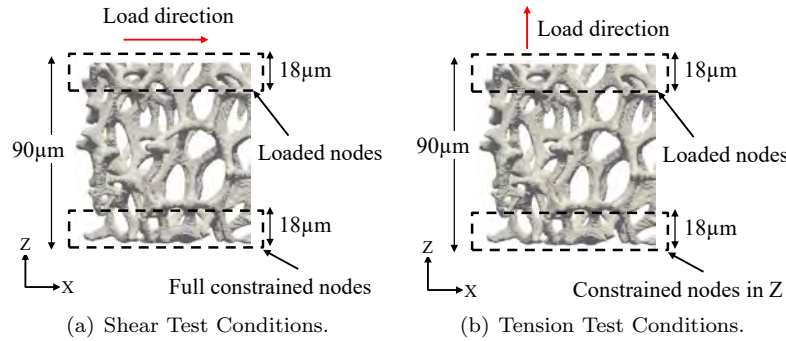 Load direction
18µm
90µm
Loaded nodes
18µm
Z
X
Full constrained nodes
(a) Shear Test Conditions.
Load direction
18µm
90µm
Loaded nodes
18µm
Z
X
Constrained nodes in Z
(b) Tension Test Conditions.